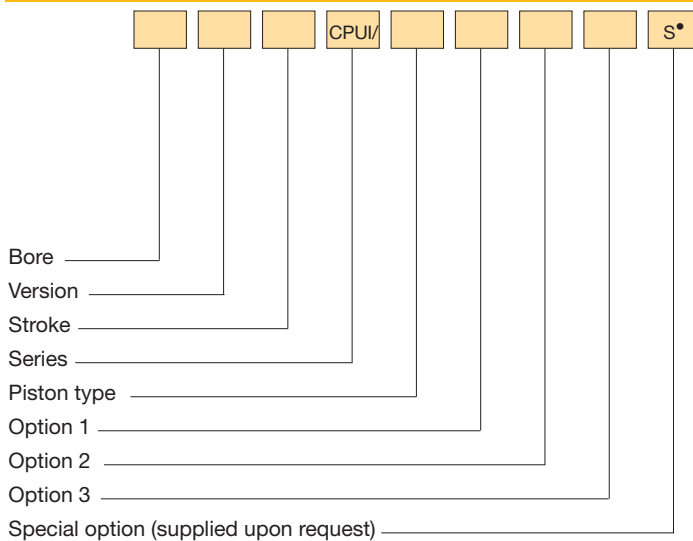 CPUI/ S●
Bore
Version
Stroke
Series
Piston type
Option 1
Option 2
Option 3
Special option (supplied upon request)